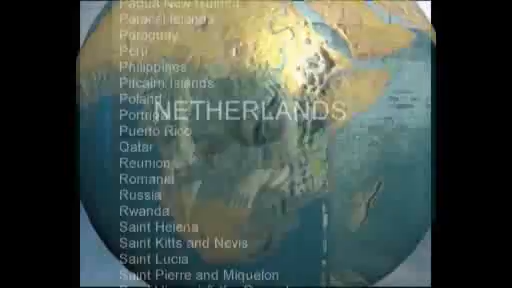 Papua New Guinea
Paracel Islands
Paraguay
Peru
Philippines
Pitcairn Islands
Poland
NETHERLANDS
Puerto Rico
Qatar
Reunion
Romania
Russia
Rwanda
Saint Helena
Saint Kitts and Nevis
Saint Lucia
Saint Pierre and Miquelon